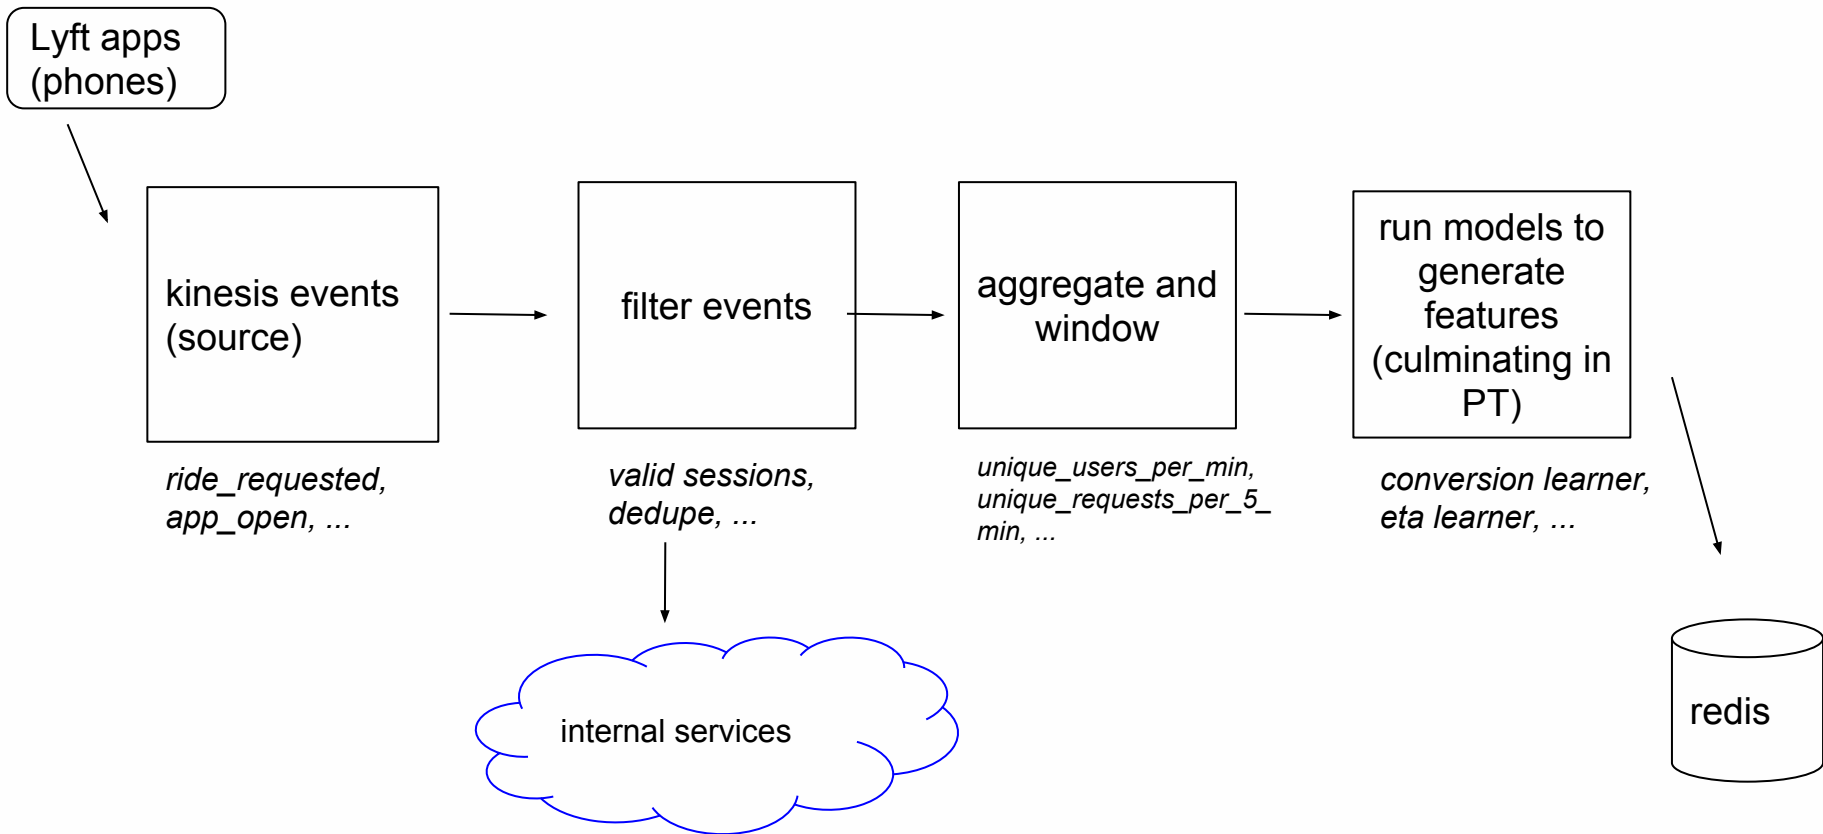 Lyft apps
(phones)
kinesis events
(source)
ride_requested,
app_open, ...
filter events
valid sessions,
dedupe, ...
aggregate and
window
unique_users_per_min,
unique_requests_per_5_
min, ...
run models to
generate
features
(culminating in
PT)
conversion learner,
eta learner, ...
internal services
redis